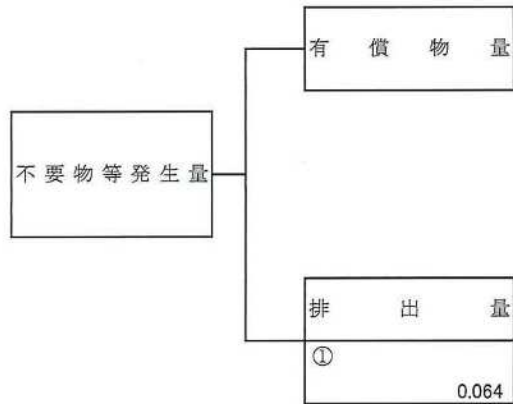 有償物量
不要物等発生量
排出量
①
0.064